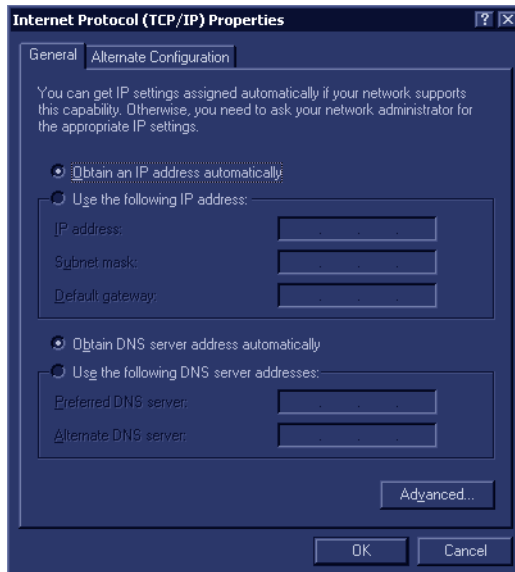 Internet Protocol (TCP/IP) Properties
General
Alternate Configuration
You can get IP settings assigned automatically if your network supports
this capability. Otherwise, you need to ask your network administrator for
the appropriate IP settings.
Obtain an IP address automatically
Use the following IP address:
IP address:
Subnet mask:
Default gateway:
Obtain DNS server address automatically
Use the following DNS server addresses:
Preferred DNS server:
Alternate DNS server:
Advanced...
OK
Cancel